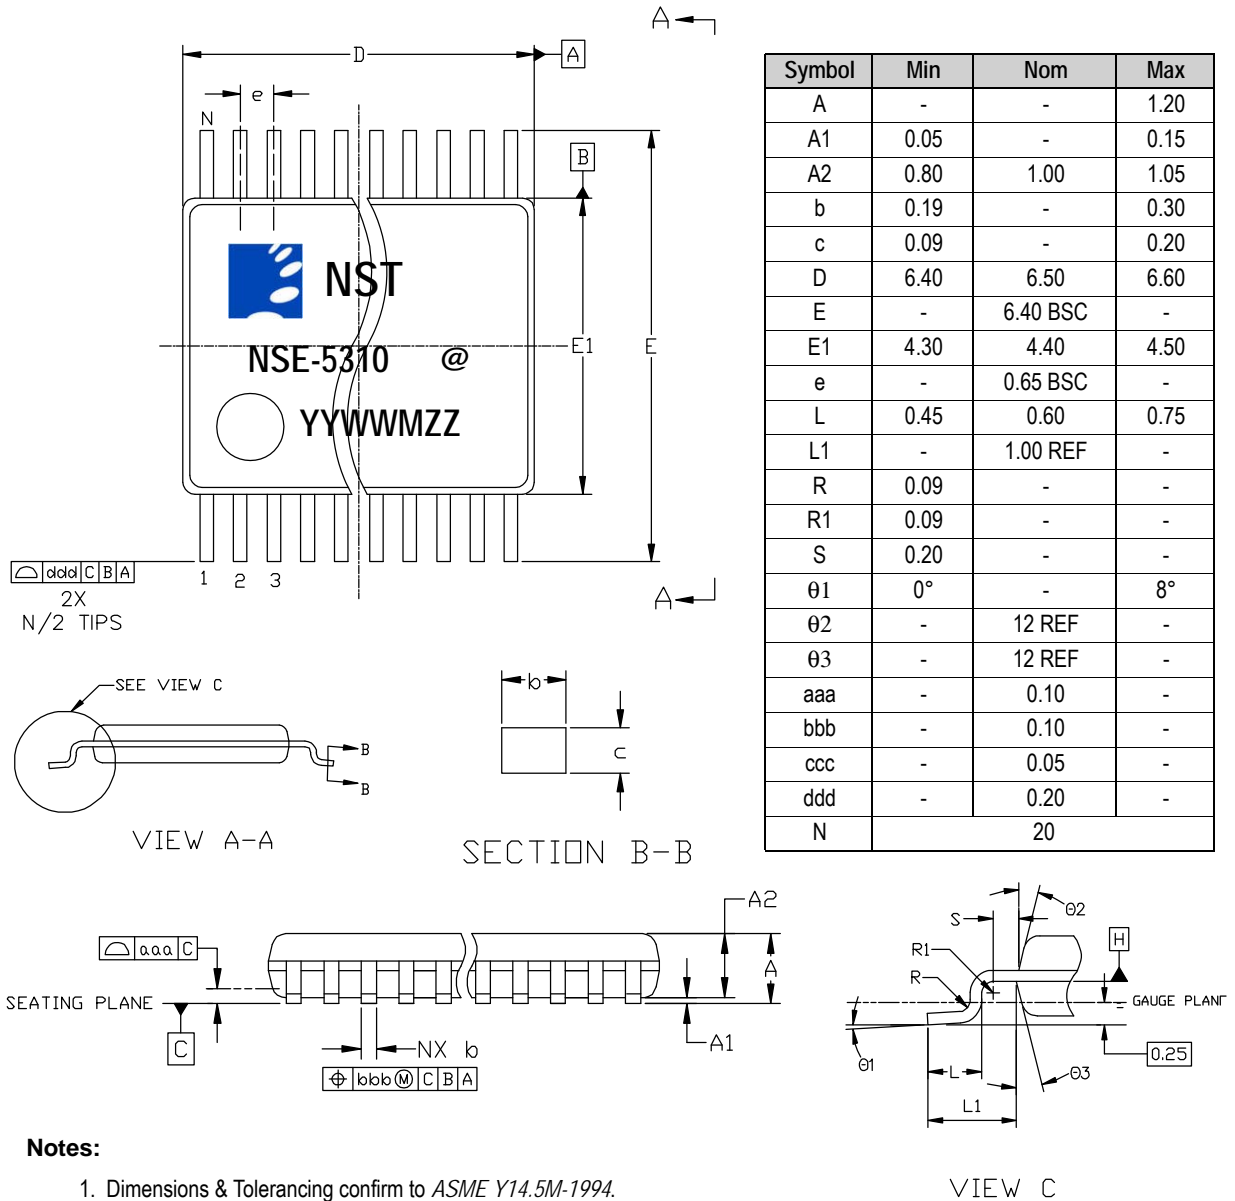 A
D
A
e
N
B
NST
NSE-5310 @
YYWWMZZ
E1
E
ddd C B A
2X
N/2 TIPS
1 2 3
A
Symbol Min Nom Max
A - - 1.20
A1 0.05 - 0.15
A2 0.80 1.00 1.05
b 0.19 - 0.30
c 0.09 - 0.20
D 6.40 6.50 6.60
E - 6.40 BSC -
E1 4.30 4.40 4.50
e - 0.65 BSC -
L 0.45 0.60 0.75
L1 - 1.00 REF -
R 0.09 - -
R1 0.09 - -
S 0.20 - -
θ1 0° - 8°
θ2 - 12 REF -
θ3 - 12 REF -
aaa - 0.10 -
bbb - 0.10 -
ccc - 0.05 -
ddd - 0.20 -
N 20
SEE VIEW C
B
B
VIEW A-A
b
c
SECTION B-B
aaa C
SEATING PLANE
C
A2
A
A1
NX b
bbb Ⓜ C B A
S
Θ2
R1
R
H
GAUGE PLANE
Θ1
0.25
L
Θ3
L1
VIEW C
Notes:
1. Dimensions & Tolerancing confirm to ASME Y14.5M-1994.